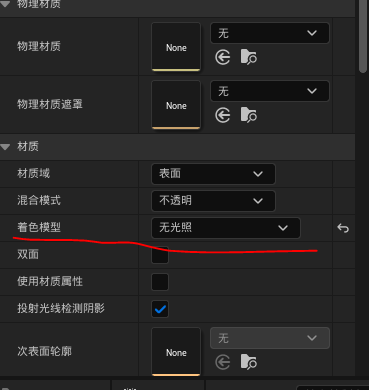 物理材质
物理材质
None
无
物理材质遮罩
None
无
材质
材质域
表面
混合模式
不透明
着色模型
无光照
双面
使用材质属性
投射光线检测阴影
次表面轮廓
None
无